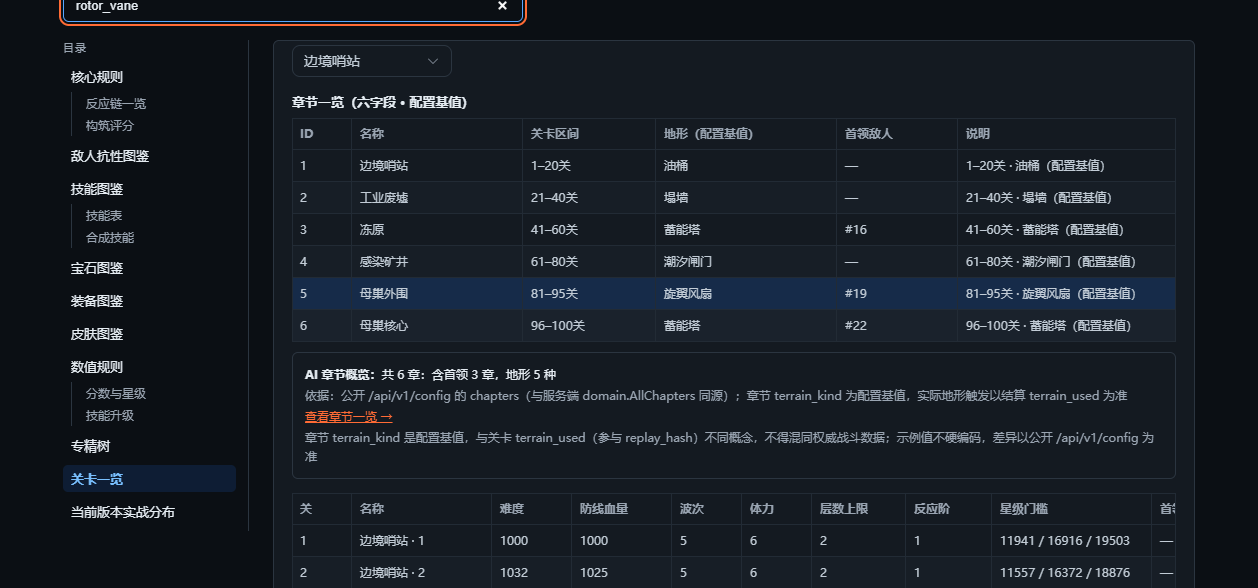 rotor_vane ×
目录
核心规则
反应链一览
构筑评分
敌人抗性图鉴
技能图鉴
技能表
合成技能
宝石图鉴
装备图鉴
皮肤图鉴
数值规则
分数与星级
技能升级
专精树
关卡一览
当前版本实战分布
边境哨站
章节一览（六字段 • 配置基值）
ID 名称 关卡区间 地形（配置基值） 首领敌人 说明
1 边境哨站 1–20关 油桶 — 1–20关 · 油桶（配置基值）
2 工业废墟 21–40关 塌墙 — 21–40关 · 塌墙（配置基值）
3 冻原 41–60关 蓄能塔 #16 41–60关 · 蓄能塔（配置基值）
4 感染矿井 61–80关 潮汐闸门 — 61–80关 · 潮汐闸门（配置基值）
5 母巢外围 81–95关 旋翼风扇 #19 81–95关 · 旋翼风扇（配置基值）
6 母巢核心 96–100关 蓄能塔 #22 96–100关 · 蓄能塔（配置基值）
AI 章节概览：共 6 章：含首领 3 章，地形 5 种
依据：公开 /api/v1/config 的 chapters（与服务端 domain.AllChapters 同源）；章节 terrain_kind 为配置基值，实际地形触发以结算 terrain_used 为准
查看章节一览 →
章节 terrain_kind 是配置基值，与关卡 terrain_used（参与 replay_hash）不同概念，不得混同权威战斗数据；示例值不硬编码，差异以公开 /api/v1/config 为
准
关 名称 难度 防线血量 波次 体力 层数上限 反应阶 星级门槛 首
1 边境哨站 · 1 1000 1000 5 6 2 1 11941 / 16916 / 19503 —
2 边境哨站 · 2 1032 1025 5 6 2 1 11557 / 16372 / 18876 —